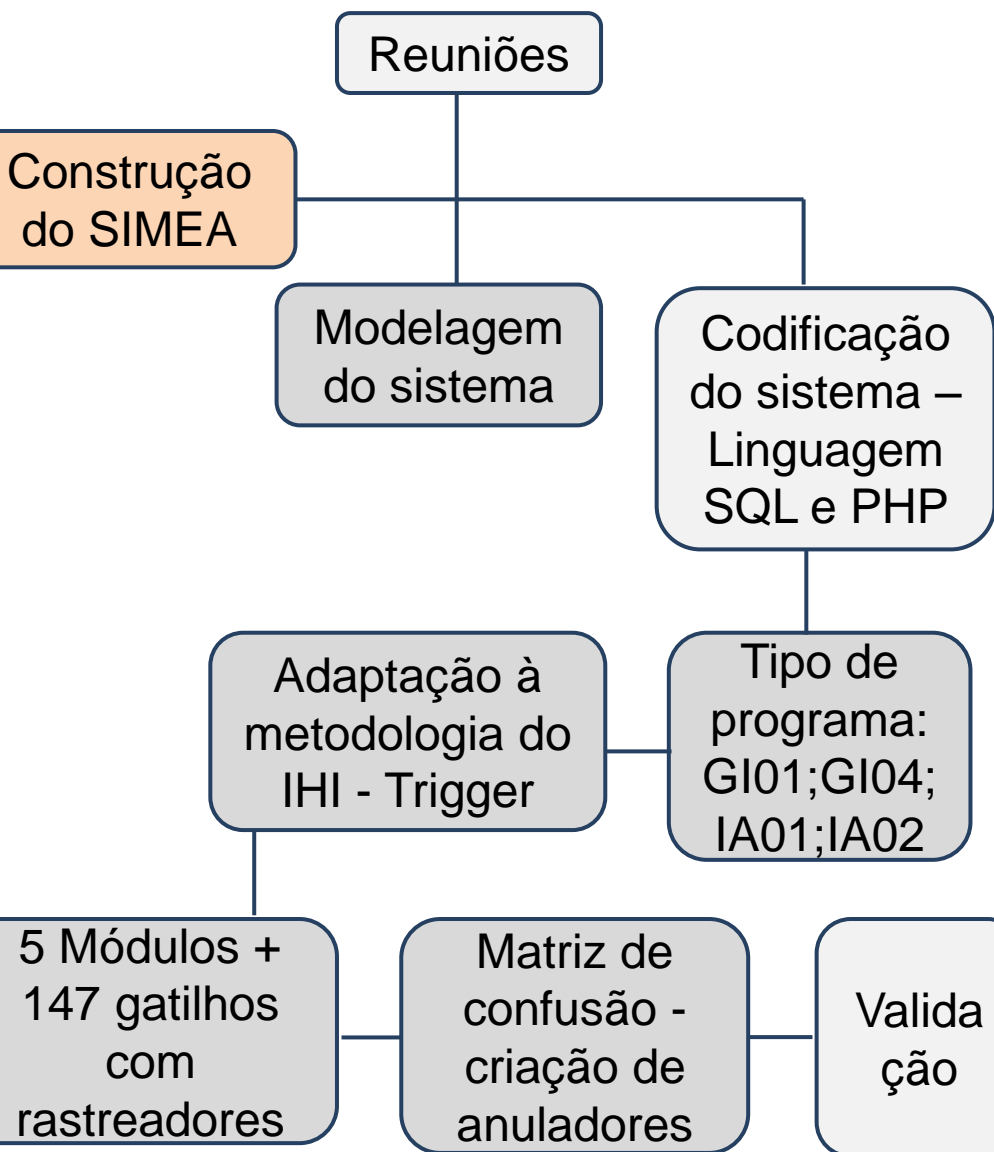 Reuniões
Construção
do SIMEA
Modelagem
do sistema
Codificação
do sistema –
Linguagem
SQL e PHP
Tipo de
programa:
GI01;GI04;
IA01;IA02
Adaptação à
metodologia do
IHI - Trigger
5 Módulos +
147 gatilhos
com
rastreadores
Matriz de
confusão -
criação de
anuladores
Valida
ção